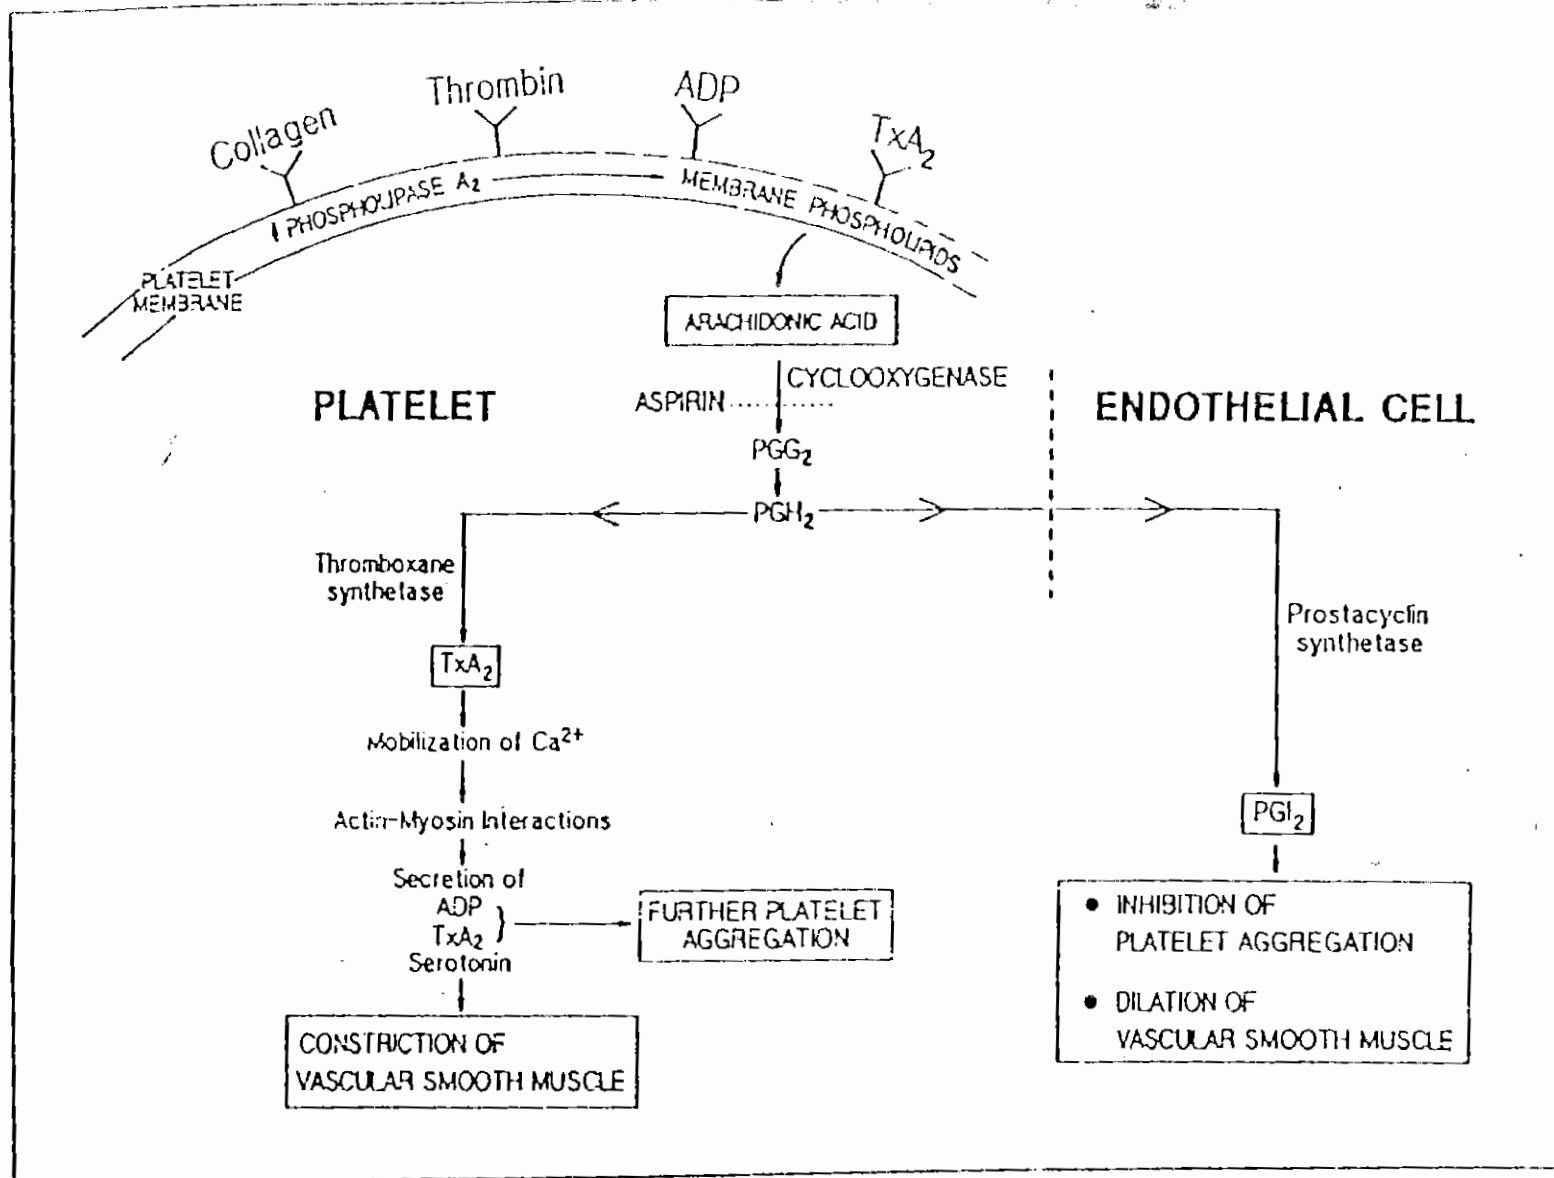 Collagen
Thrombin
ADP
TxA₂
PHOSPHOLIPASE A₂
MEMBRANE PHOSPHOLIPIDS
PLATELET
MEMBRANE
ARACHIDONIC ACID
CYCLOOXYGENASE
ASPIRIN
PLATELET
ENDOTHELIAL CELL
PGG₂
PGH₂
Thromboxane
synthetase
Prostacyclin
synthetase
TxA₂
Mobilization of Ca²⁺
Actin-Myosin Interactions
PGI₂
Secretion of
ADP
TxA₂
Serotonin
FURTHER PLATELET
AGGREGATION
CONSTRICTION OF
VASCULAR SMOOTH MUSCLE
• INHIBITION OF
PLATELET AGGREGATION
• DILATION OF
VASCULAR SMOOTH MUSCLE